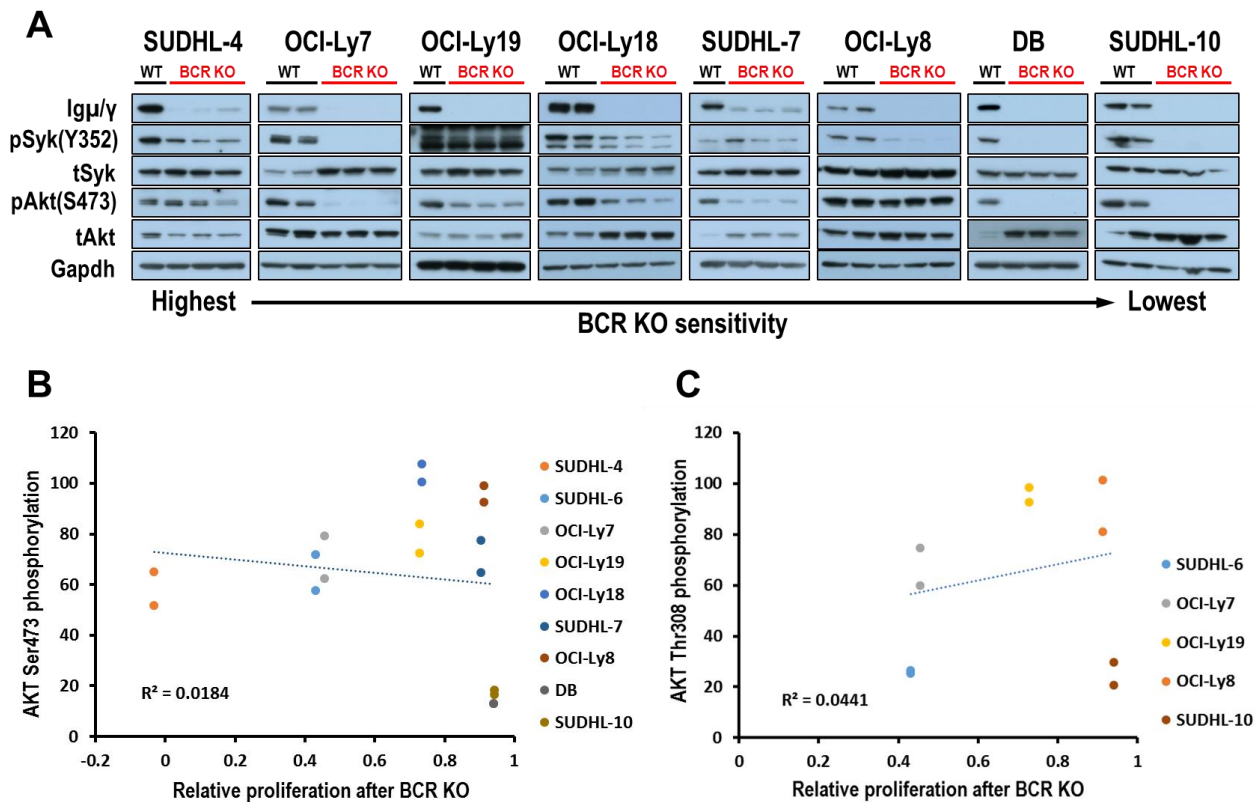 A
SUDHL-4 OCI-Ly7 OCI-Ly19 OCI-Ly18 SUDHL-7 OCI-Ly8 DB SUDHL-10
WT BCR KO WT BCR KO WT BCR KO WT BCR KO WT BCR KO WT BCR KO WT BCR KO WT BCR KO
Igμ/γ
pSyk(Y352)
tSyk
pAkt(S473)
tAkt
Gapdh
Highest Lowest
BCR KO sensitivity
B
AKT Ser473 phosphorylation
120
100
80
60
40
20
0
-0.2 0 0.2 0.4 0.6 0.8 1
R² = 0.0184
Relative proliferation after BCR KO
SUDHL-4
SUDHL-6
OCI-Ly7
OCI-Ly19
OCI-Ly18
SUDHL-7
OCI-Ly8
DB
SUDHL-10
C
AKT Thr308 phosphorylation
120
100
80
60
40
20
0
0 0.2 0.4 0.6 0.8 1
R² = 0.0441
Relative proliferation after BCR KO
SUDHL-6
OCI-Ly7
OCI-Ly19
OCI-Ly8
SUDHL-10